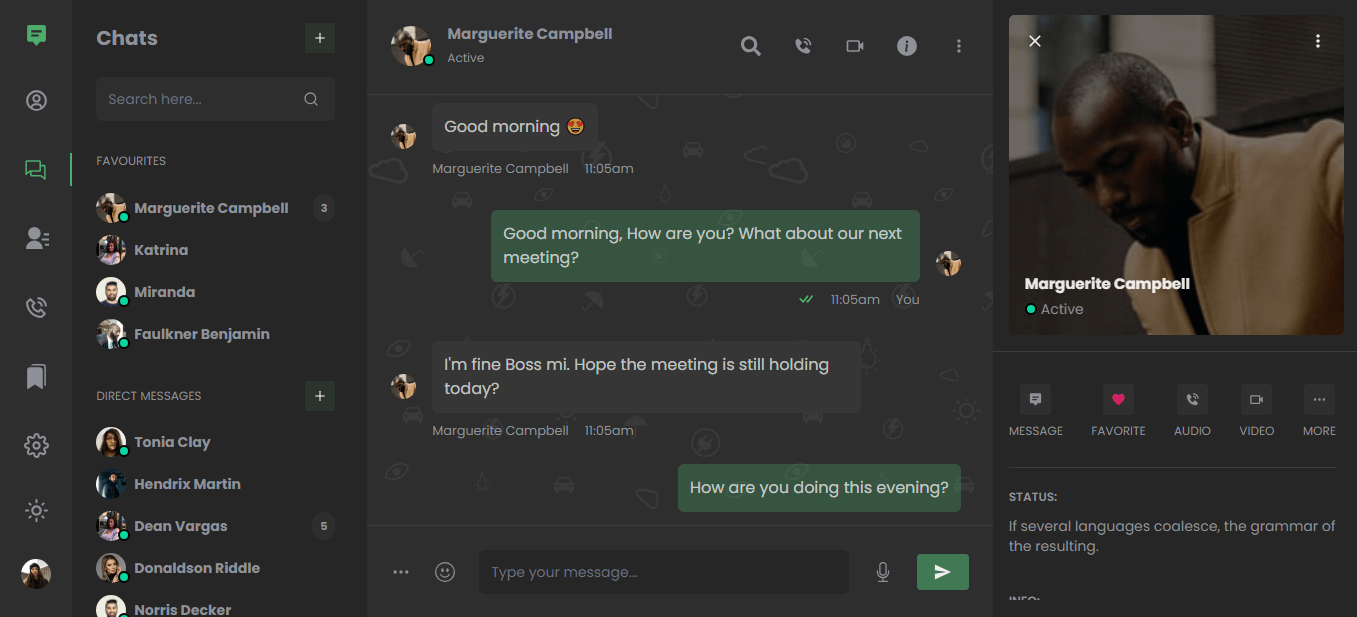 Chats
+
Search here...
FAVOURITES
Marguerite Campbell
3
Katrina
Miranda
Faulkner Benjamin
DIRECT MESSAGES
+
Tonia Clay
Hendrix Martin
Dean Vargas
5
Donaldson Riddle
Norris Decker
Marguerite Campbell
Active
Good morning 😍
Marguerite Campbell 11:05am
Good morning, How are you? What about our next
meeting?
11:05am You
I'm fine Boss mi. Hope the meeting is still holding
today?
Marguerite Campbell 11:05am
How are you doing this evening?
Type your message...
Marguerite Campbell
Active
MESSAGE FAVORITE AUDIO VIDEO MORE
STATUS:
If several languages coalesce, the grammar of
the resulting.
INFO: